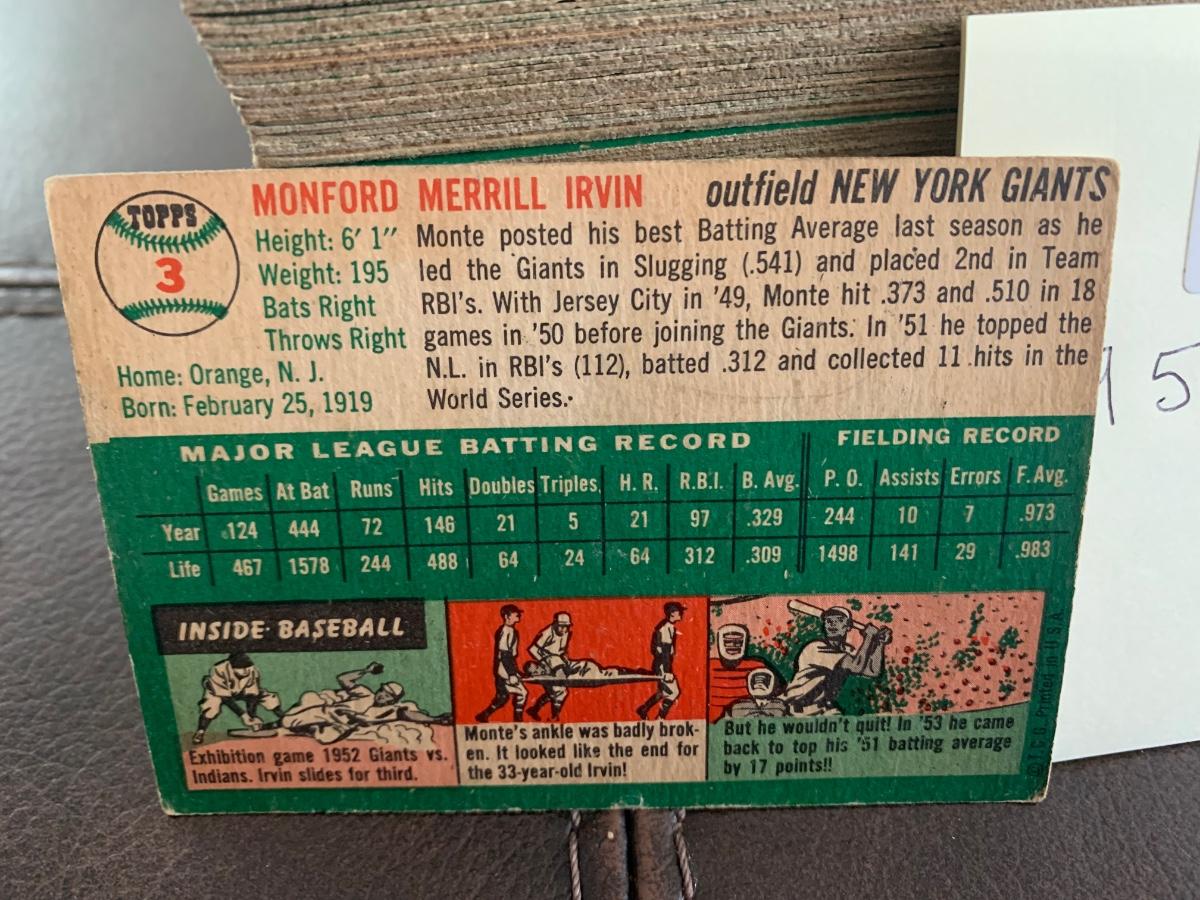 TOPPS
3
MONFORD MERRILL IRVIN outfield NEW YORK GIANTS
Height: 6' 1"
Weight: 195
Bats Right
Throws Right
Home: Orange, N. J.
Born: February 25, 1919
Monte posted his best Batting Average last season as he
led the Giants in Slugging (.541) and placed 2nd in Team
RBI's. With Jersey City in '49, Monte hit .373 and .510 in 18
games in '50 before joining the Giants. In '51 he topped the
N.L. in RBI's (112), batted .312 and collected 11 hits in the
World Series.
MAJOR LEAGUE BATTING RECORD FIELDING RECORD
Games At Bat Runs Hits Doubles Triples H. R. R.B.I. B. Avg. P. O. Assists Errors F. Avg.
Year 124 444 72 146 21 5 21 97 .329 244 10 7 .973
Life 467 1578 244 488 64 24 64 312 .309 1498 141 29 .983
INSIDE BASEBALL
Exhibition game 1952 Giants vs.
Indians. Irvin slides for third.
Monte's ankle was badly brok-
en. It looked like the end for
the 33-year-old Irvin!
But he wouldn't quit! In '53 he came
back to top his '51 batting average
by 17 points!!
© T. C. G. Printed in U.S.A.
15